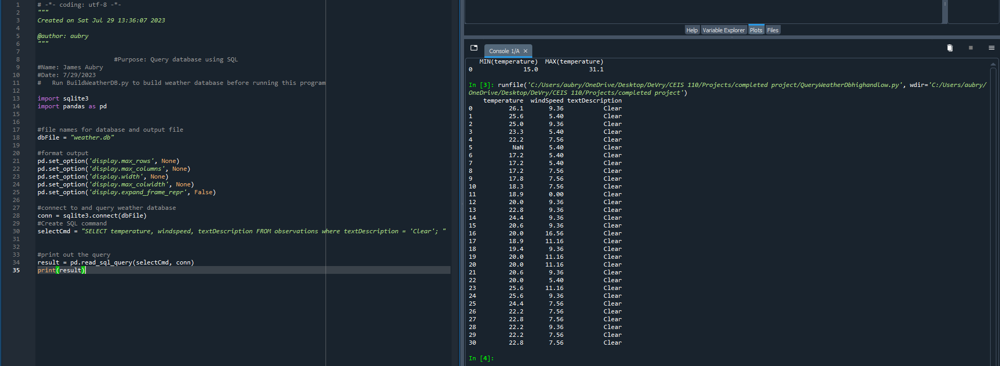 1 # -*- coding: utf-8 -*-
2 """
3 Created on Sat Jul 29 13:36:07 2023
4
5 @author: aubry
6 """
7
8 #Purpose: Query database using SQL
9 #Name: James Aubry
10 #Date: 7/29/2023
11 #   Run BuildWeatherDB.py to build weather database before running this program
12
13 import sqlite3
14 import pandas as pd
15
16
17 #file names for database and output file
18 dbFile = "weather.db"
19
20 #format output
21 pd.set_option('display.max_rows', None)
22 pd.set_option('display.max_columns', None)
23 pd.set_option('display.width', None)
24 pd.set_option('display.max_colwidth', None)
25 pd.set_option('display.expand_frame_repr', False)
26
27 #connect to and query weather database
28 conn = sqlite3.connect(dbFile)
29 #Create SQL command
30 selectCmd = "SELECT temperature, windspeed, textDescription FROM observations where textDescription = 'Clear'; "
31
32
33 #print out the query
34 result = pd.read_sql_query(selectCmd, conn)
35 print(result)
Help Variable Explorer Plots Files
Console 1/A ×
MIN(temperature) MAX(temperature)
0 15.0 31.1
In [3]: runfile('C:/Users/aubry/OneDrive/Desktop/DeVry/CEIS 110/Projects/completed project/QueryWeatherDbhighandlow.py', wdir='C:/Users/aubry/
OneDrive/Desktop/DeVry/CEIS 110/Projects/completed project')
temperature windSpeed textDescription
0 26.1 9.36 Clear
1 25.6 5.40 Clear
2 25.0 9.36 Clear
3 23.3 5.40 Clear
4 22.2 7.56 Clear
5 NaN 5.40 Clear
6 17.2 5.40 Clear
7 17.2 5.40 Clear
8 17.2 7.56 Clear
9 17.8 7.56 Clear
10 18.3 7.56 Clear
11 18.9 0.00 Clear
12 20.0 9.36 Clear
13 22.8 9.36 Clear
14 24.4 9.36 Clear
15 20.6 9.36 Clear
16 20.0 16.56 Clear
17 18.9 11.16 Clear
18 19.4 9.36 Clear
19 20.0 11.16 Clear
20 20.0 11.16 Clear
21 20.6 9.36 Clear
22 20.0 5.40 Clear
23 25.6 11.16 Clear
24 25.6 9.36 Clear
25 24.4 7.56 Clear
26 22.2 7.56 Clear
27 22.8 7.56 Clear
28 22.2 9.36 Clear
29 22.2 7.56 Clear
30 22.8 7.56 Clear
In [4]: